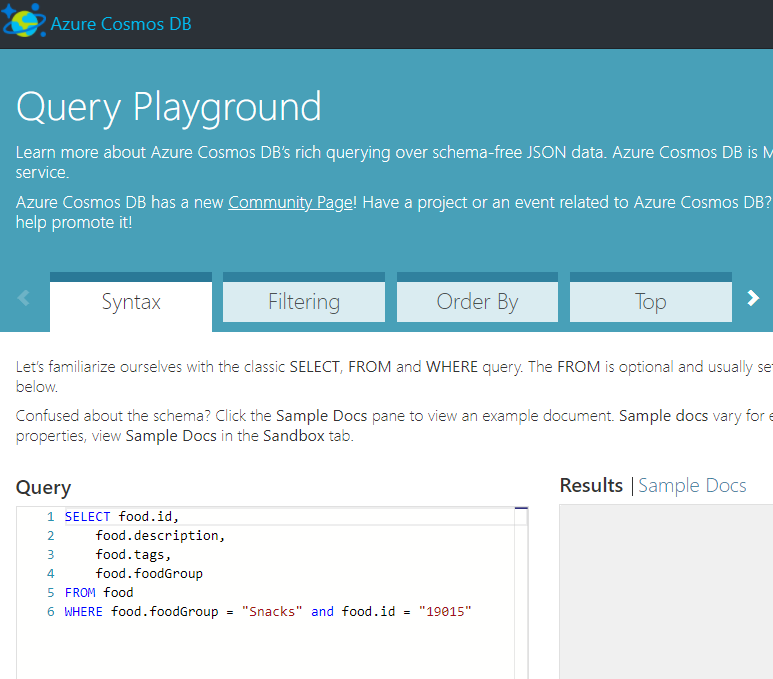 Azure Cosmos DB
Query Playground
Learn more about Azure Cosmos DB's rich querying over schema-free JSON data. Azure Cosmos DB is M
service.
Azure Cosmos DB has a new Community Page! Have a project or an event related to Azure Cosmos DB?
help promote it!
Syntax
Filtering
Order By
Top
Let's familiarize ourselves with the classic SELECT, FROM and WHERE query. The FROM is optional and usually set
below.
Confused about the schema? Click the Sample Docs pane to view an example document. Sample docs vary for e
properties, view Sample Docs in the Sandbox tab.
Query
Results | Sample Docs
1 SELECT food.id,
2 food.description,
3 food.tags,
4 food.foodGroup
5 FROM food
6 WHERE food.foodGroup = "Snacks" and food.id = "19015"